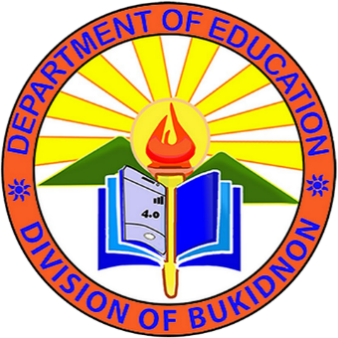 DEPARTMENT OF EDUCATION
4.0
DIVISION OF BUKIDNON